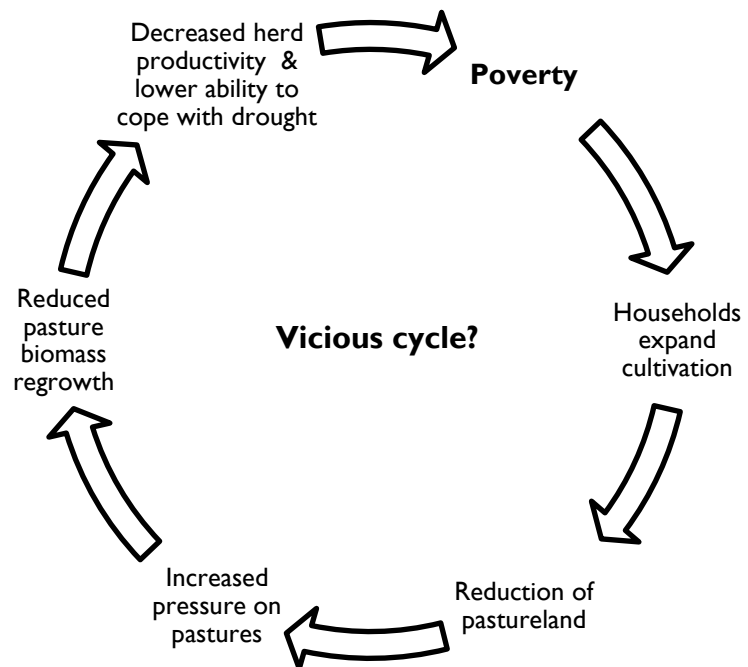 Decreased herd
productivity &
lower ability to
cope with drought
Poverty
Households
expand
cultivation
Reduction of
pastureland
Increased
pressure on
pastures
Reduced
pasture
biomass
regrowth
Vicious cycle?